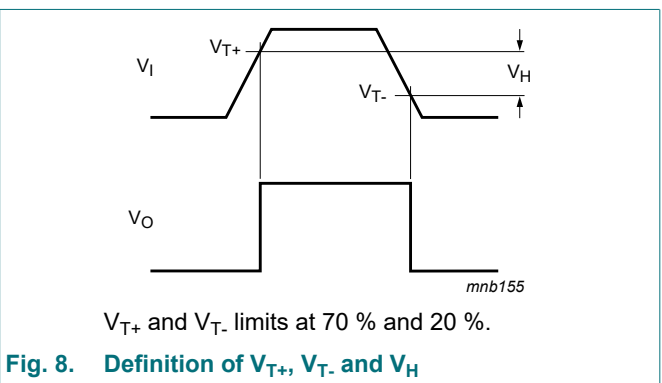 VT+
VI
VH
VT-
VO
mnb155
VT+ and VT- limits at 70 % and 20 %.
Fig. 8. Definition of VT+, VT- and VH